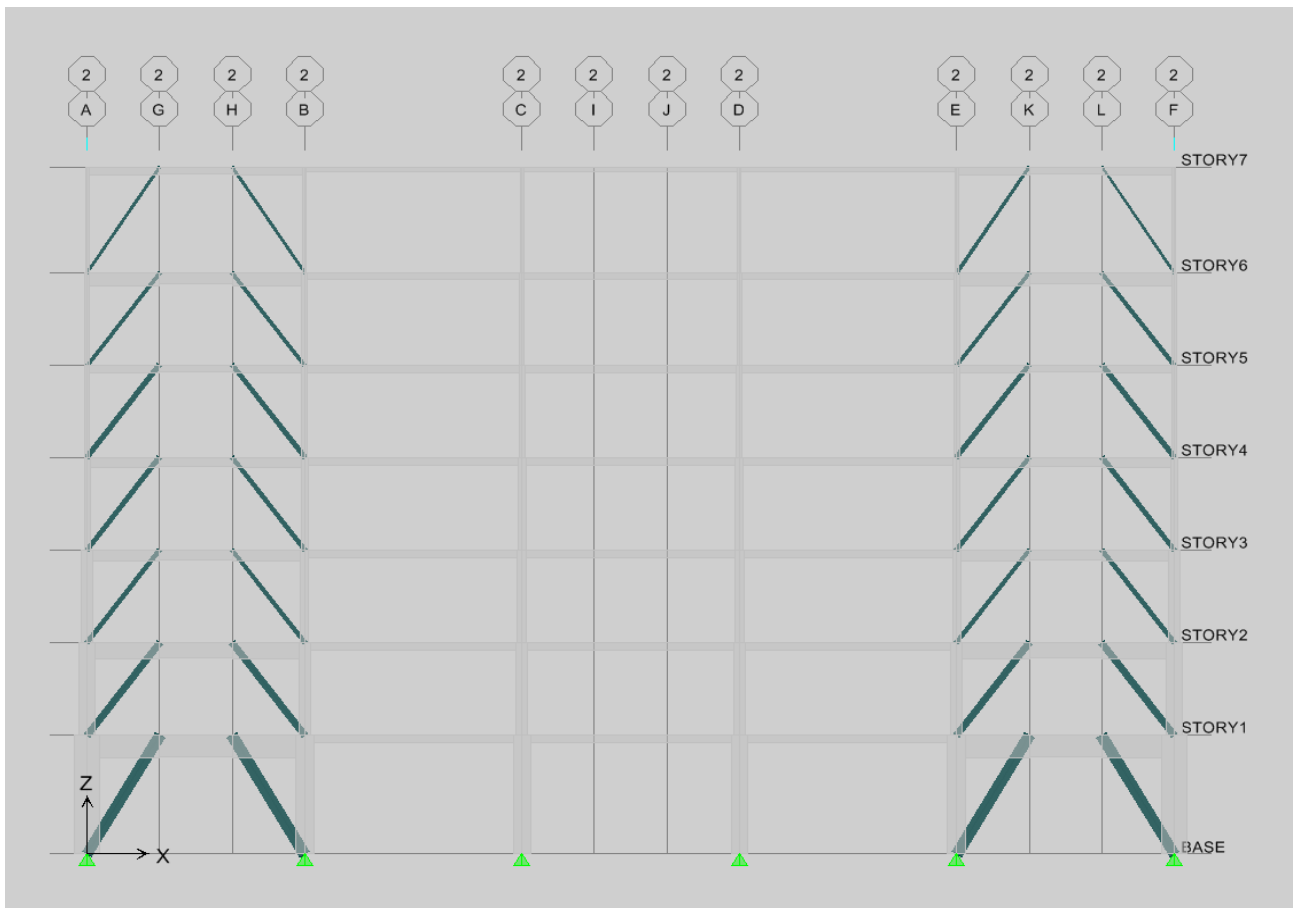 2 2 2 2 2 2 2 2 2 2 2 2
A G H B C I J D E K L F
STORY7
STORY6
STORY5
STORY4
STORY3
STORY2
STORY1
Z
X
BASE